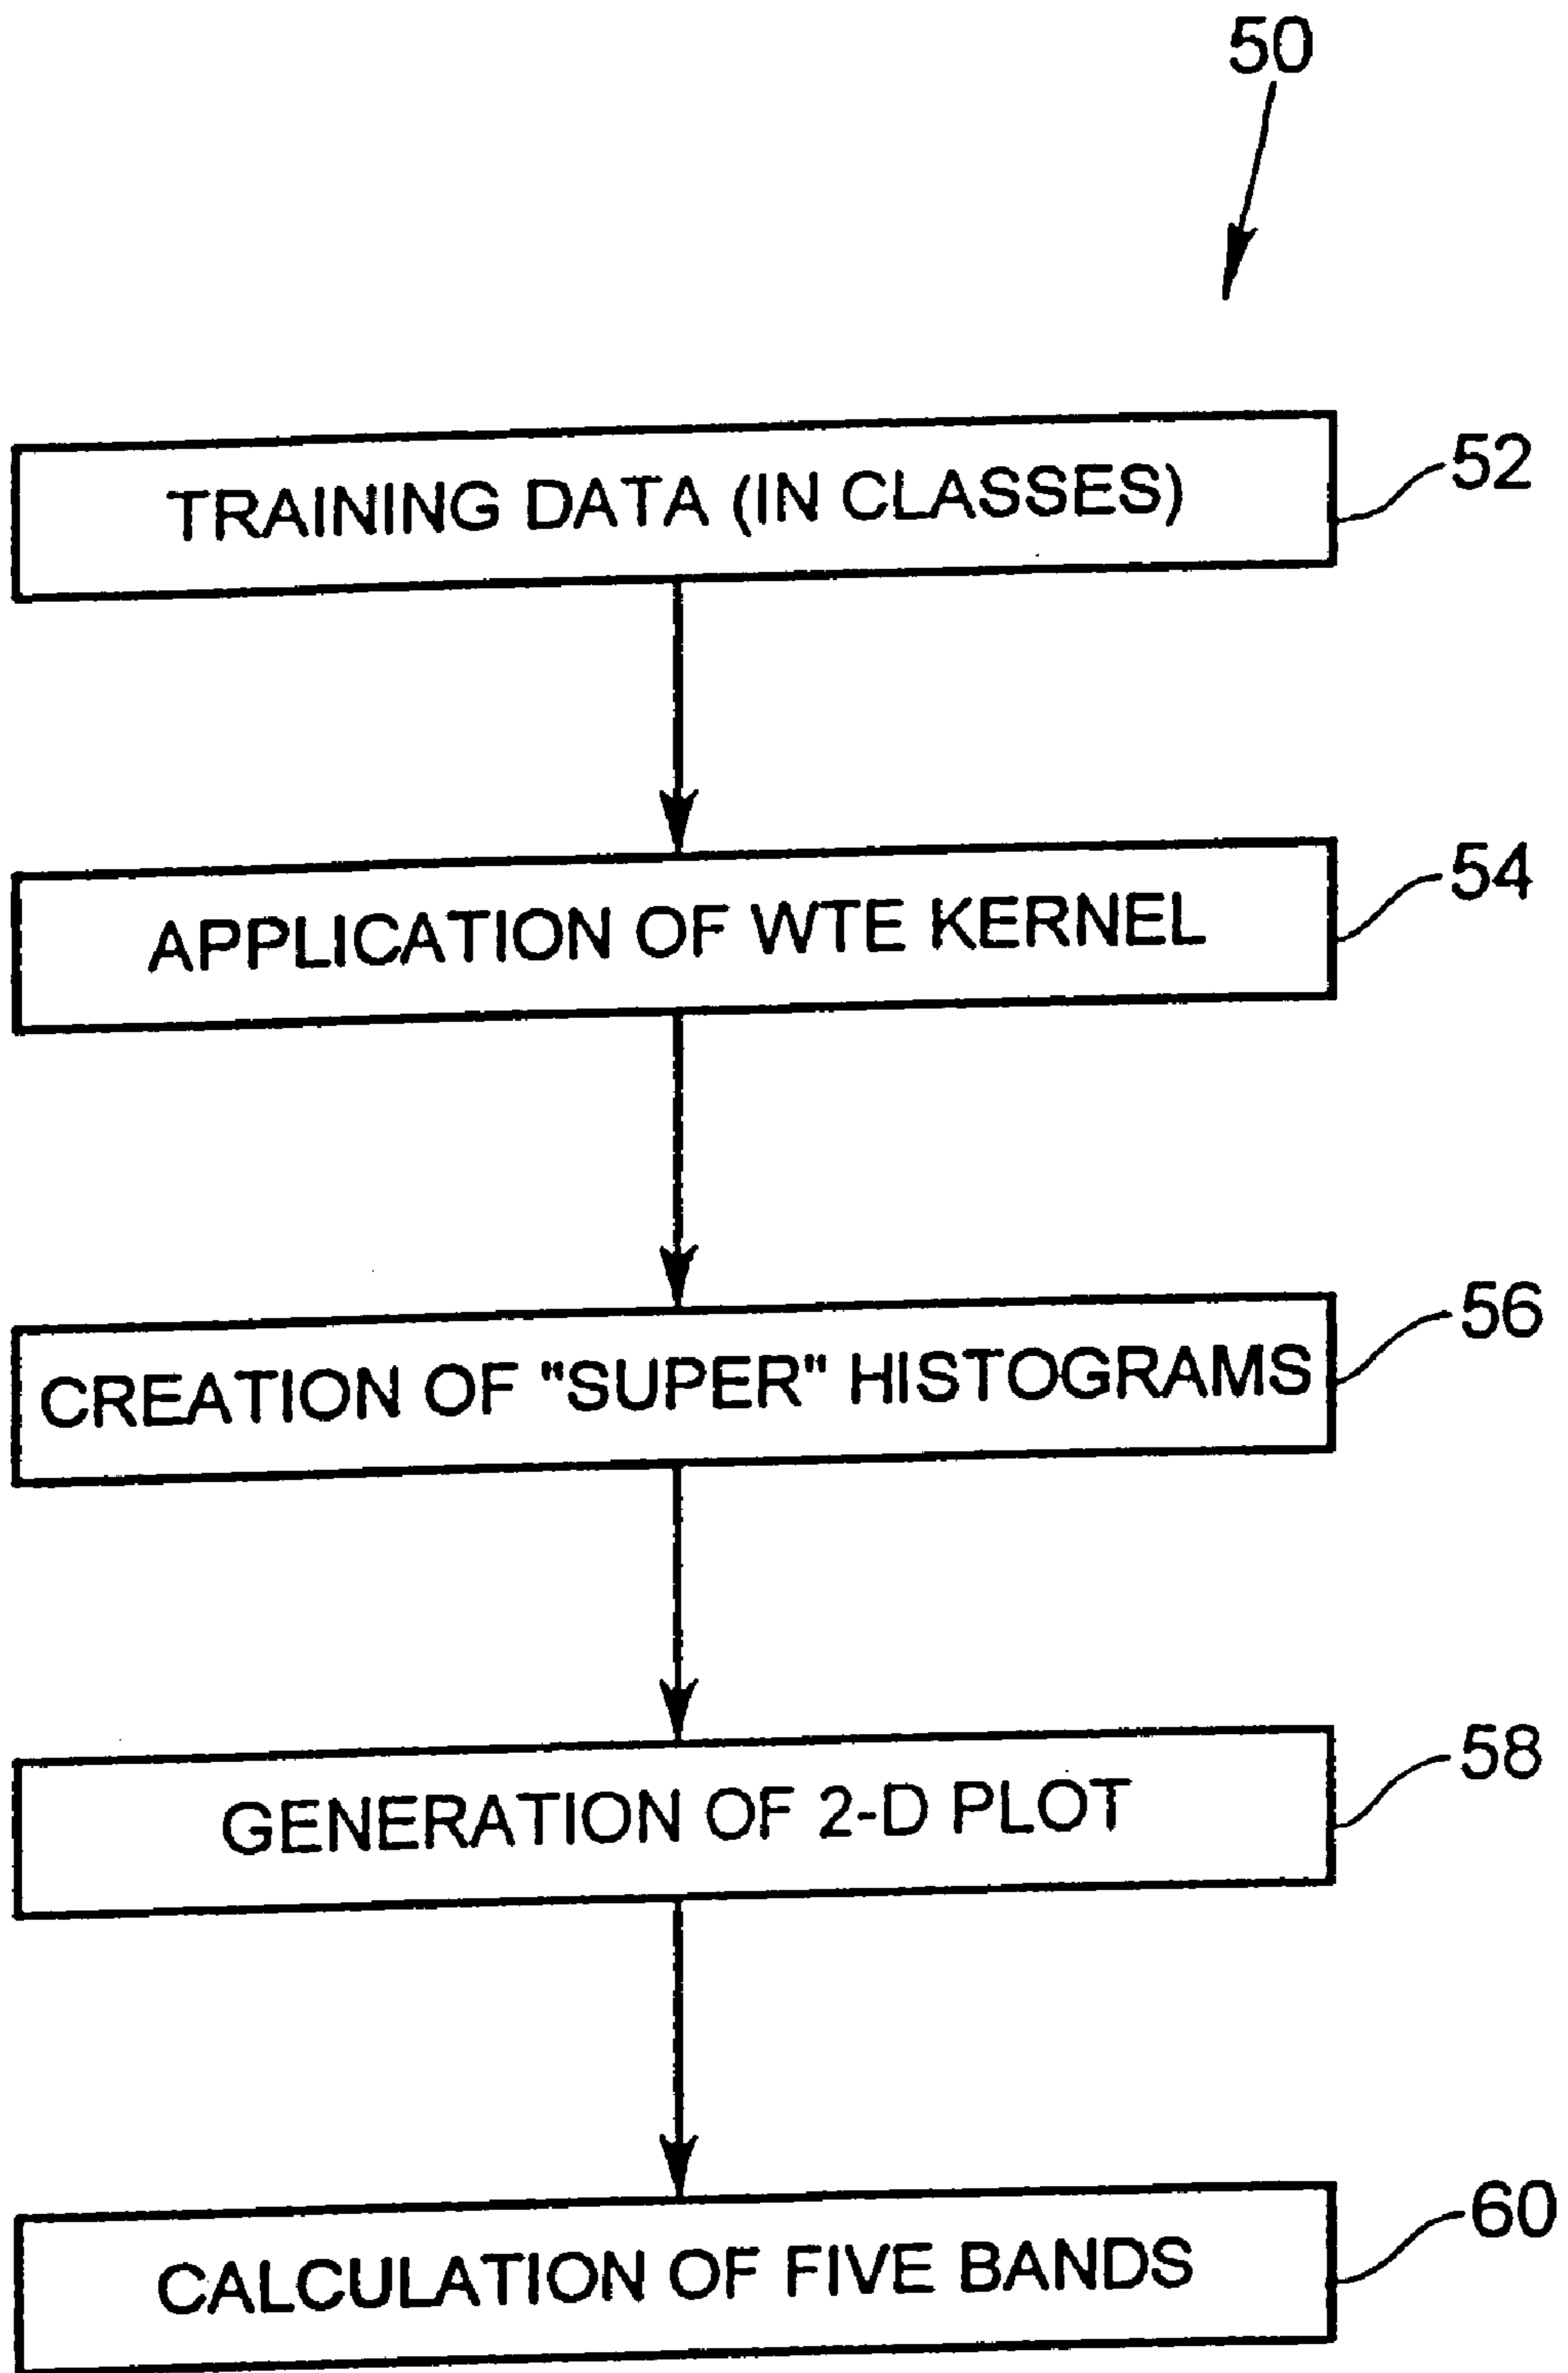 50
TRAINING DATA (IN CLASSES)
52
APPLICATION OF WTE KERNEL
54
CREATION OF "SUPER" HISTOGRAMS
56
GENERATION OF 2-D PLOT
58
CALCULATION OF FIVE BANDS
60